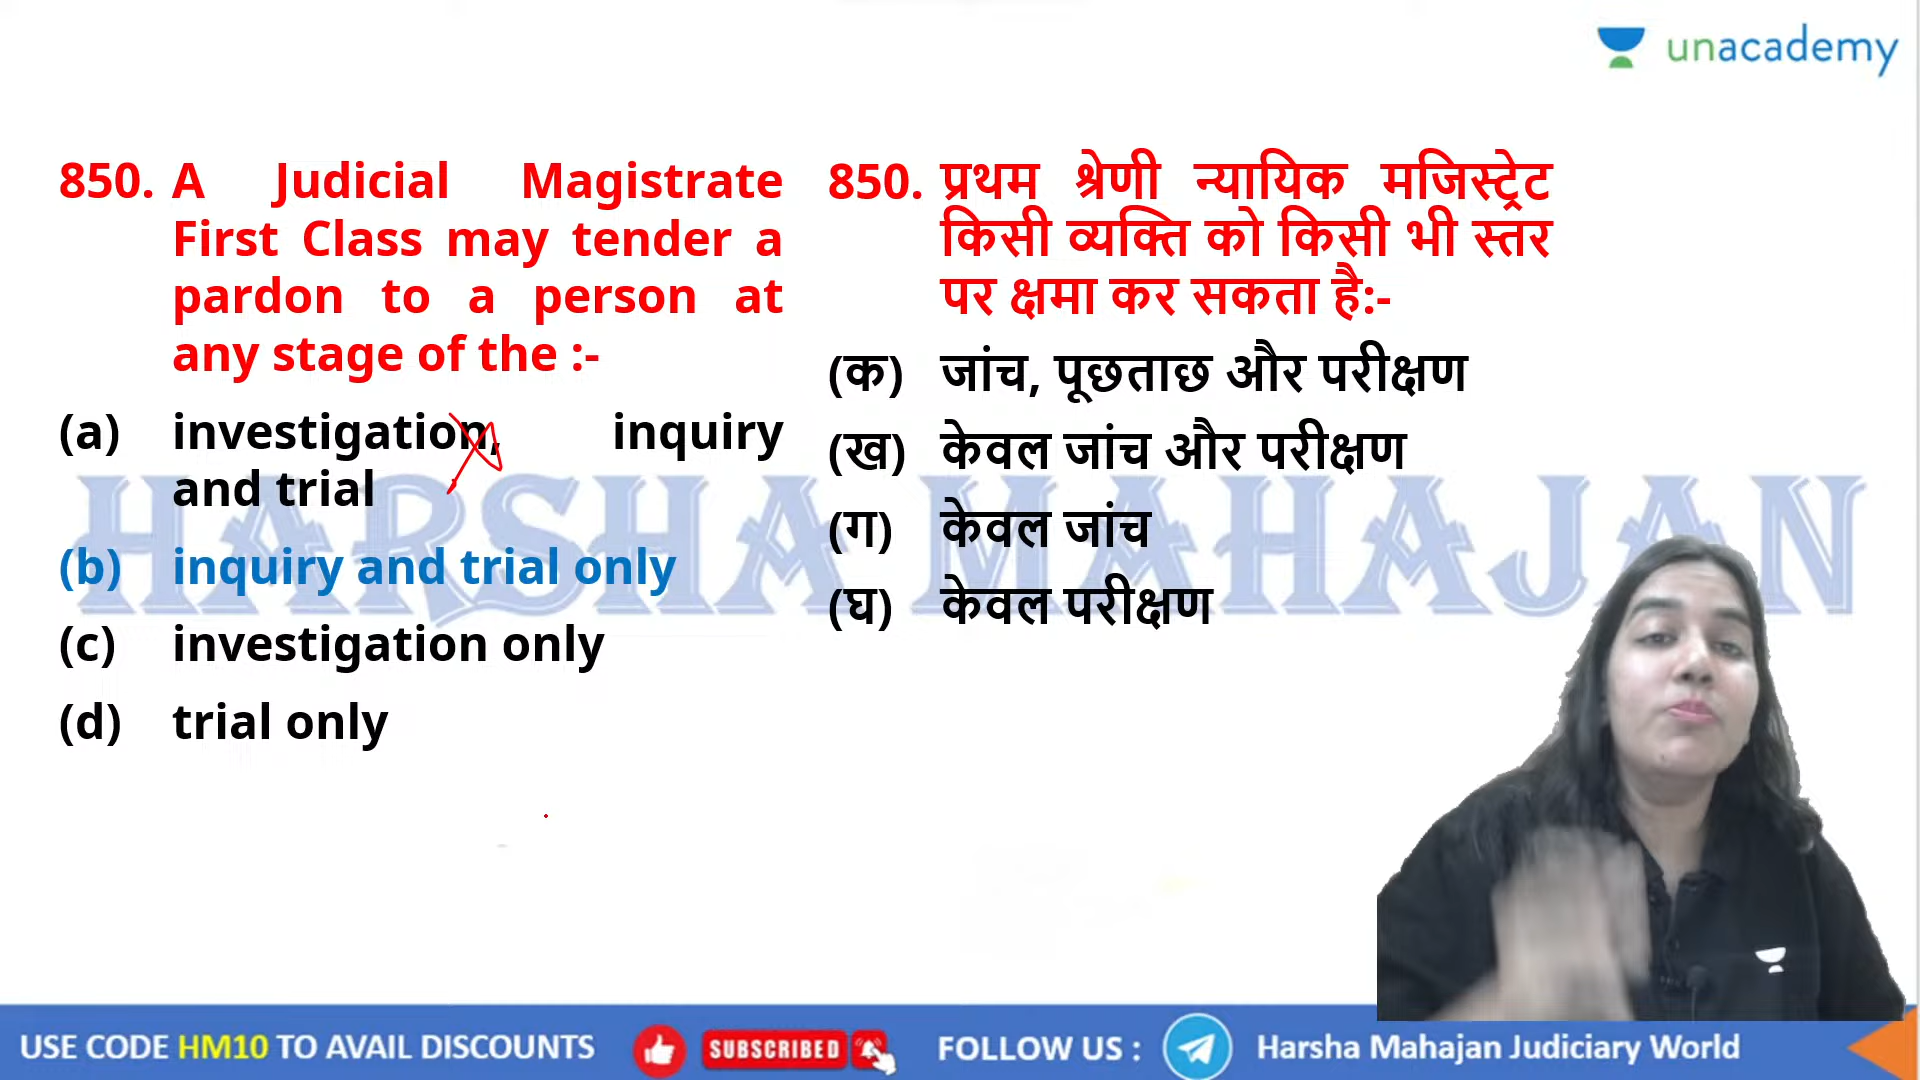 unacademy
850. A Judicial Magistrate
First Class may tender a
pardon to a person at
any stage of the :-
(a) investigation, inquiry
and trial
(b) inquiry and trial only
(c) investigation only
(d) trial only
850. प्रथम श्रेणी न्यायिक मजिस्ट्रेट
किसी व्यक्ति को किसी भी स्तर
पर क्षमा कर सकता है:-
(क) जांच, पूछताछ और परीक्षण
(ख) केवल जांच और परीक्षण
(ग) केवल जांच
(घ) केवल परीक्षण
HARSHA MAHAJAN
USE CODE HM10 TO AVAIL DISCOUNTS
SUBSCRIBED
FOLLOW US :
Harsha Mahajan Judiciary World